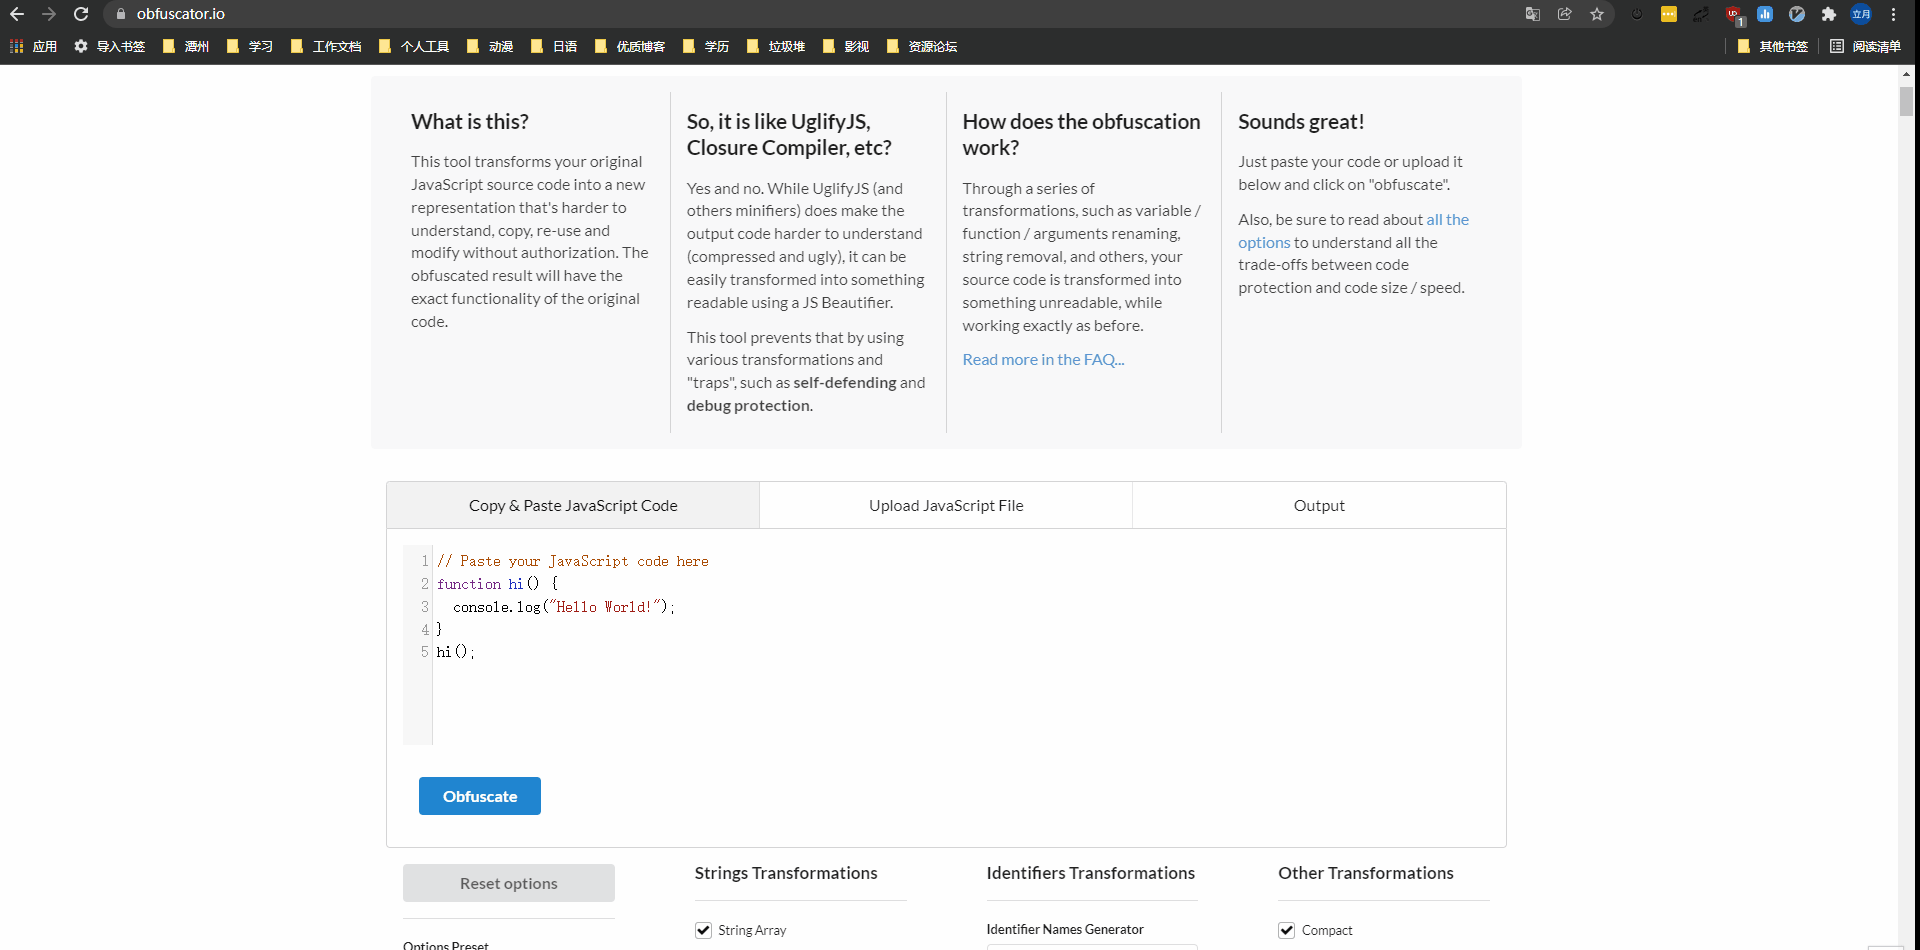 obfuscator.io
1
立月
应用 导入书签 潭州 学习 工作文档 个人工具 动漫 日语 优质博客 学历 垃圾堆 影视 资源论坛 其他书签 阅读清单
What is this?
This tool transforms your original
JavaScript source code into a new
representation that's harder to
understand, copy, re-use and
modify without authorization. The
obfuscated result will have the
exact functionality of the original
code.
So, it is like UglifyJS,
Closure Compiler, etc?
Yes and no. While UglifyJS (and
others minifiers) does make the
output code harder to understand
(compressed and ugly), it can be
easily transformed into something
readable using a JS Beautifier.
This tool prevents that by using
various transformations and
"traps", such as self-defending and
debug protection.
How does the obfuscation
work?
Through a series of
transformations, such as variable /
function / arguments renaming,
string removal, and others, your
source code is transformed into
something unreadable, while
working exactly as before.
Read more in the FAQ...
Sounds great!
Just paste your code or upload it
below and click on "obfuscate".
Also, be sure to read about all the
options to understand all the
trade-offs between code
protection and code size / speed.
Copy & Paste JavaScript Code
Upload JavaScript File
Output
1 // Paste your JavaScript code here
2 function hi() {
3 console.log("Hello World!");
4 }
5 hi();
Obfuscate
Reset options
Options Preset
Strings Transformations
String Array
Identifiers Transformations
Identifier Names Generator
Other Transformations
Compact